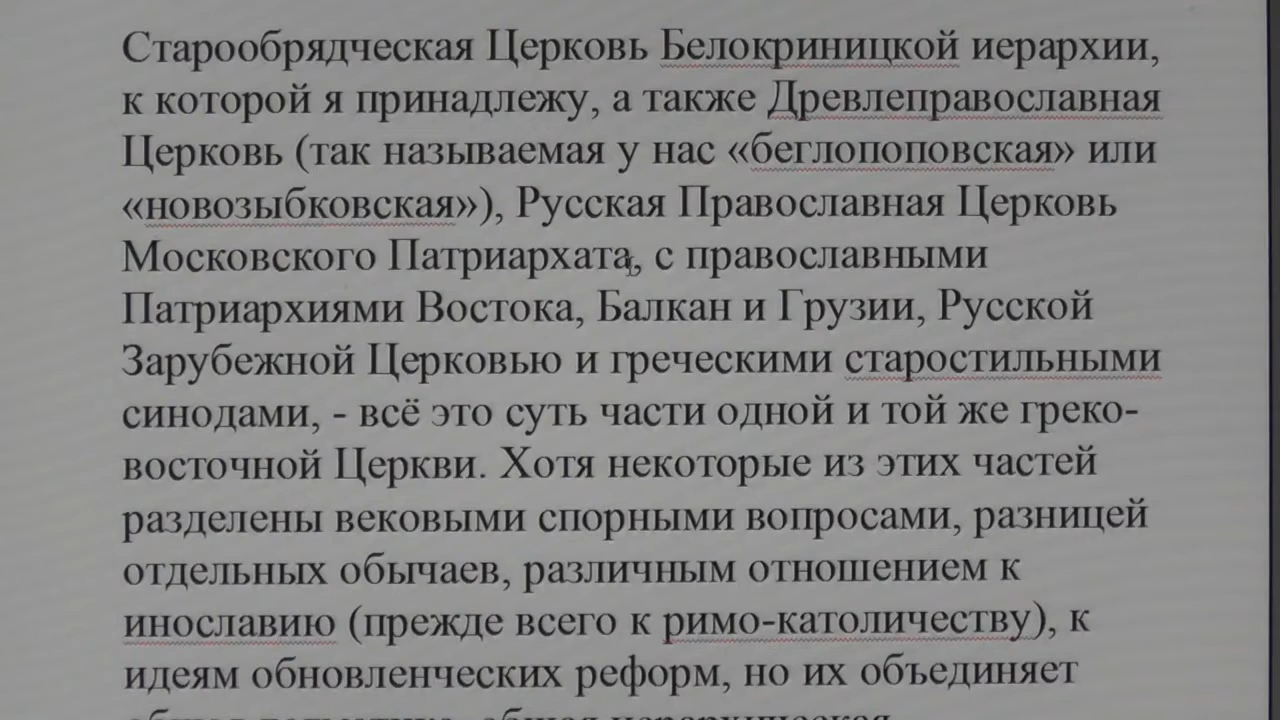 Старообрядческая Церковь Белокриницкой иерархии,
к которой я принадлежу, а также Древлеправославная
Церковь (так называемая у нас «беглопоповская» или
«новозыбковская»), Русская Православная Церковь
Московского Патриархата, с православными
Патриархиями Востока, Балкан и Грузии, Русской
Зарубежной Церковью и греческими старостильными
синодами, - всё это суть части одной и той же греко-
восточной Церкви. Хотя некоторые из этих частей
разделены вековыми спорными вопросами, разницей
отдельных обычаев, различным отношением к
инославию (прежде всего к римо-католичеству), к
идеям обновленческих реформ, но их объединяет